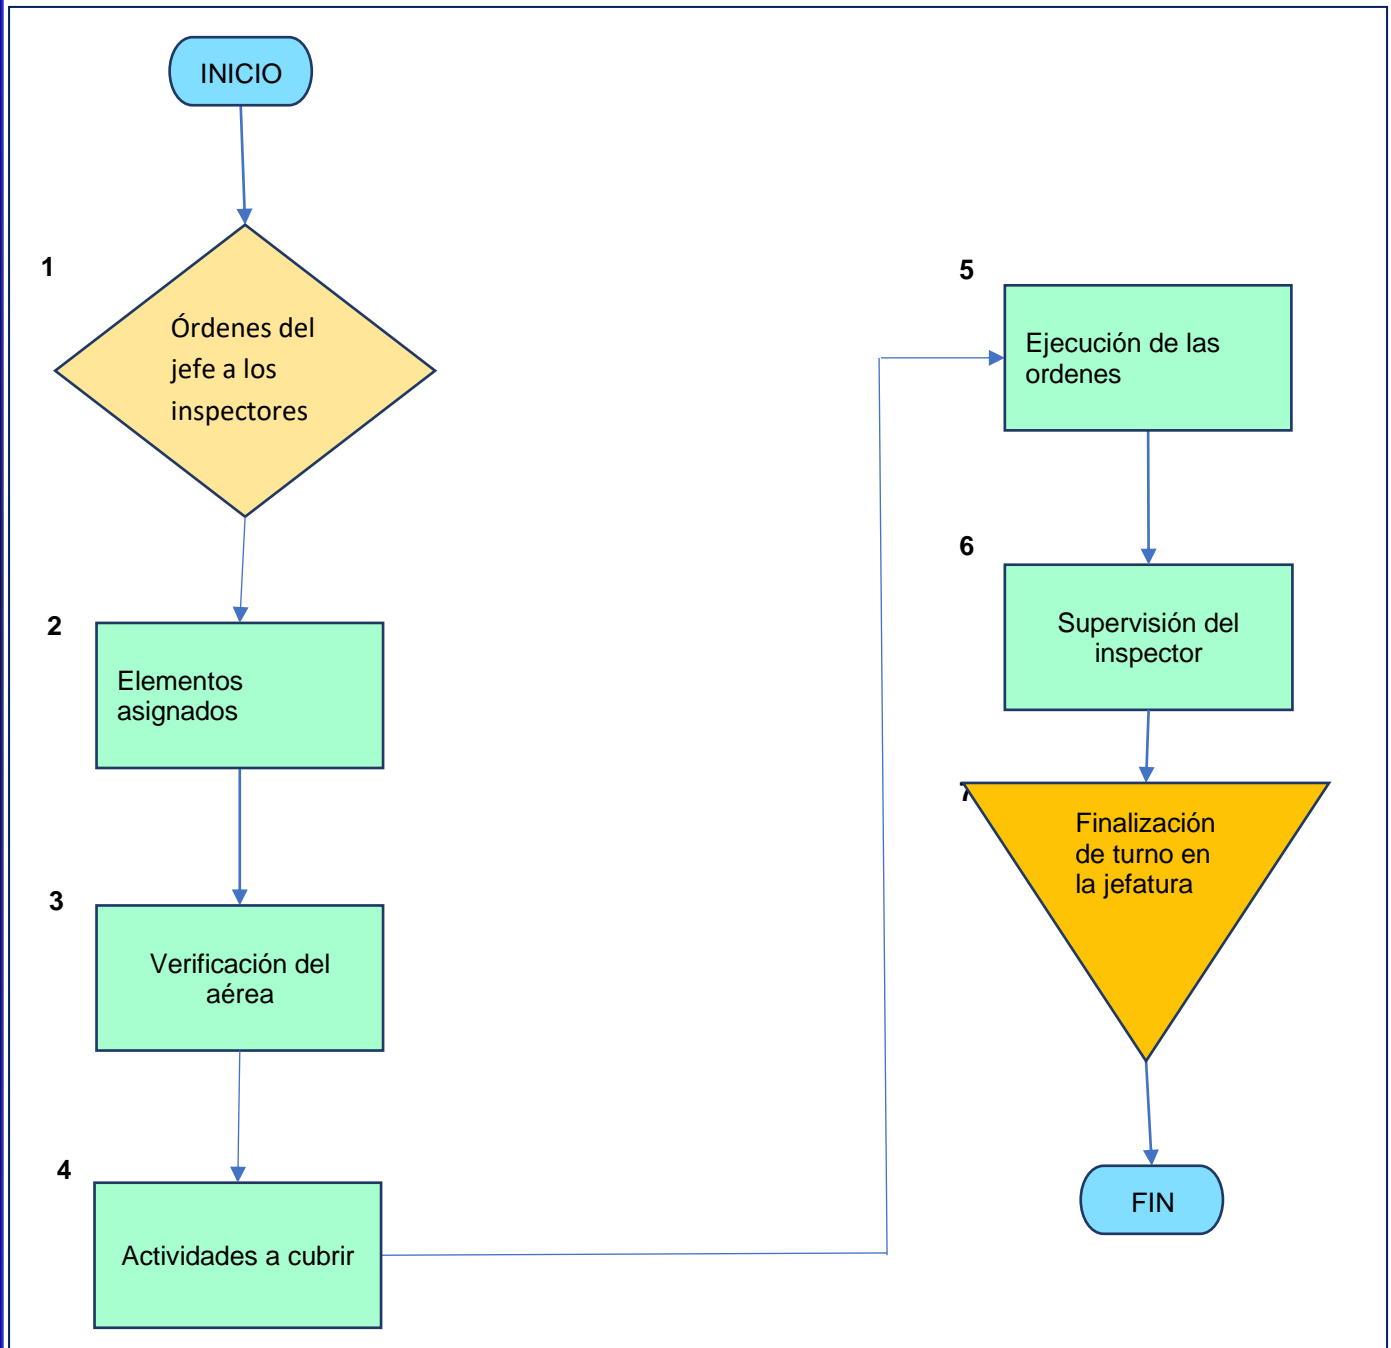 INICIO
1
Órdenes del
jefe a los
inspectores
2
Elementos
asignados
3
Verificación del
aérea
4
Actividades a cubrir
5
Ejecución de las
ordenes
6
Supervisión del
inspector
7
Finalización
de turno en
la jefatura
FIN